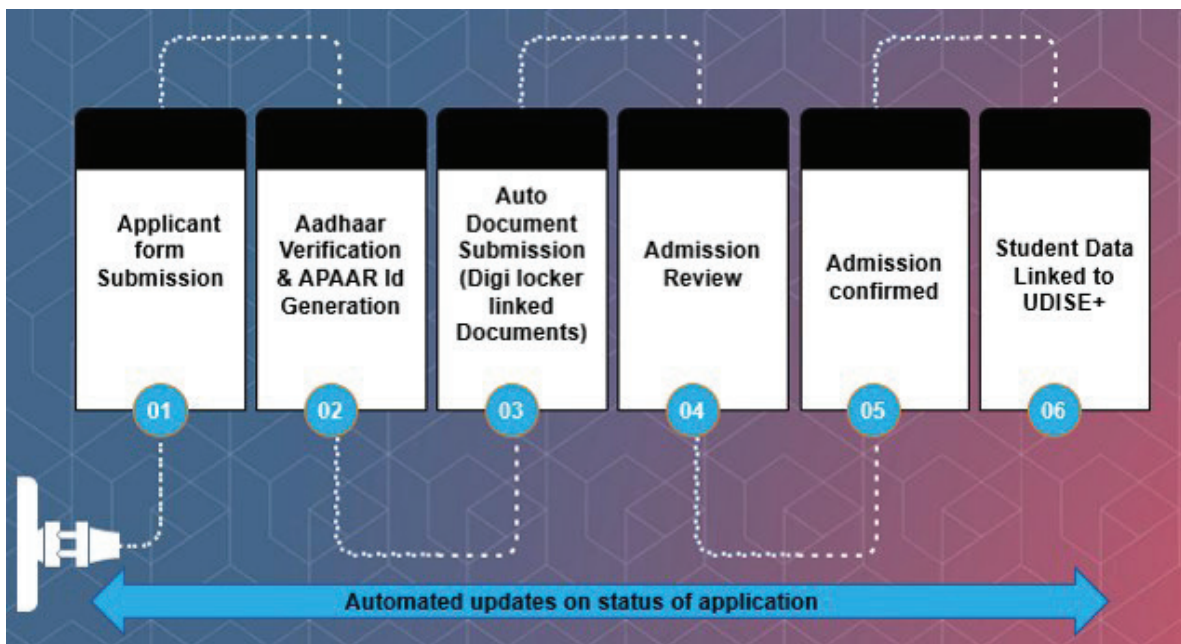 Applicant
form
Submission
01
Aadhaar
Verification
& APAAR Id
Generation
02
Auto
Document
Submission
(Digi locker
linked
Documents)
03
Admission
Review
04
Admission
confirmed
05
Student Data
Linked to
UDISE+
06
Automated updates on status of application